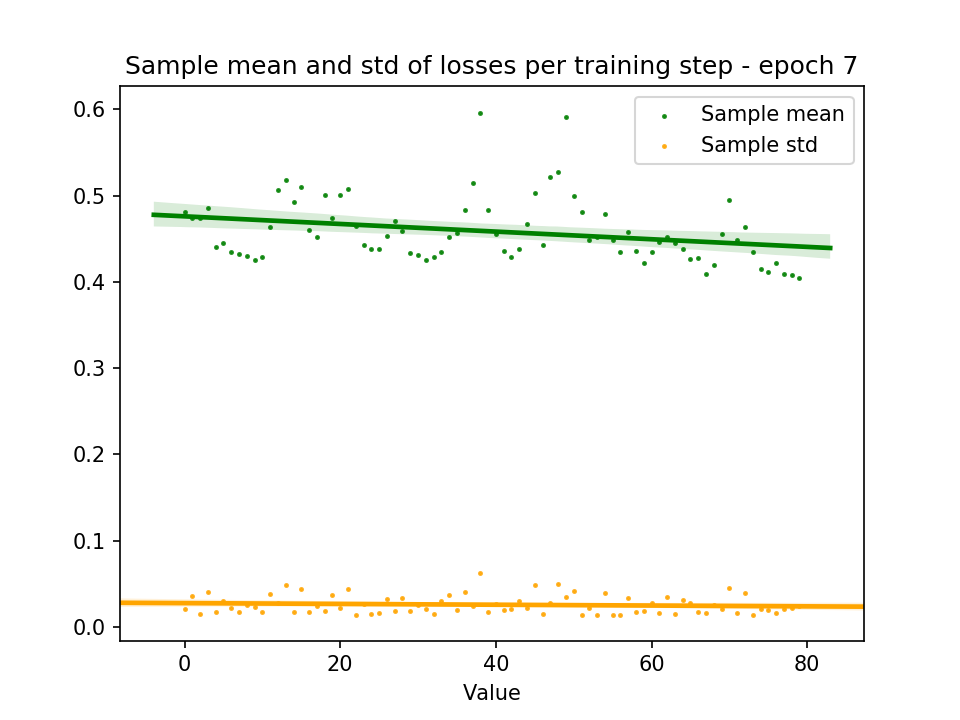 Sample mean and std of losses per training step - epoch 7
Sample mean
Sample std
0.6
0.5
0.4
0.3
0.2
0.1
0.0
0 20 40 60 80
Value